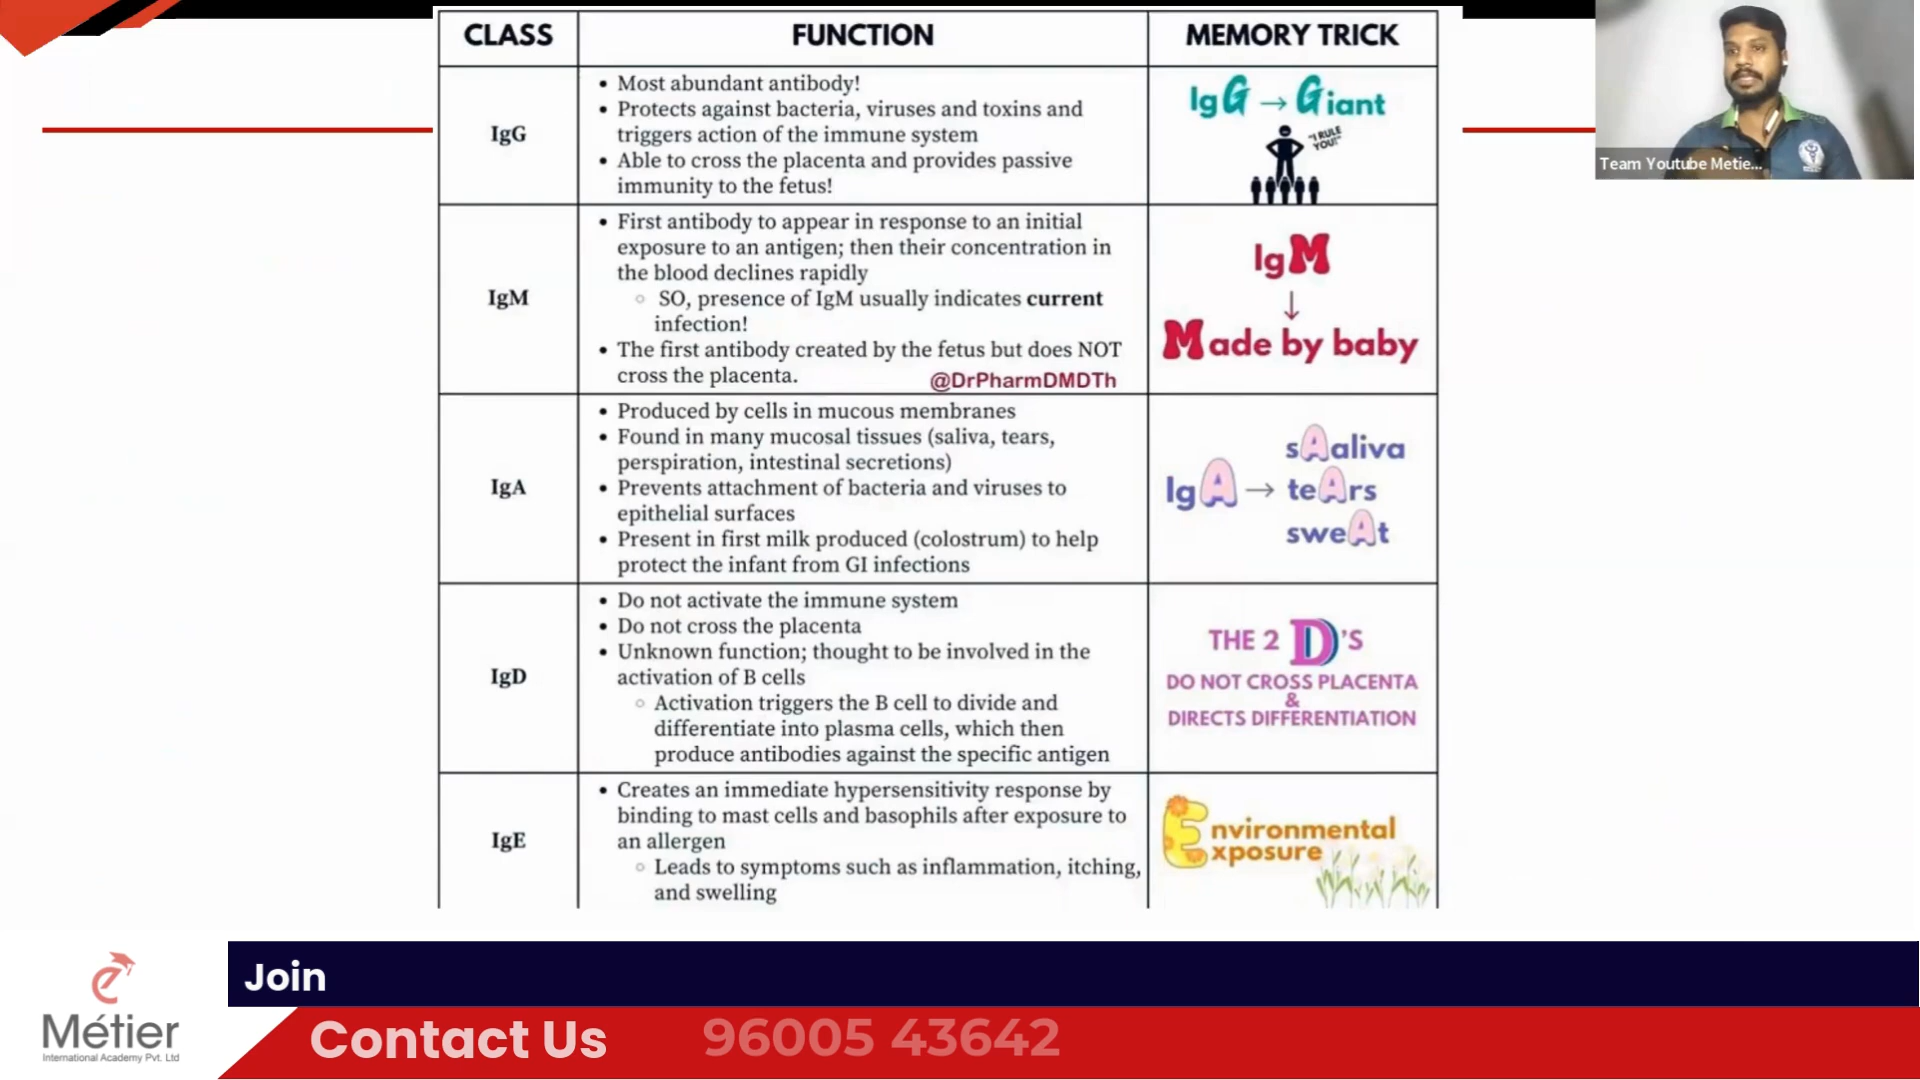 CLASS
FUNCTION
MEMORY TRICK
IgG
• Most abundant antibody!
• Protects against bacteria, viruses and toxins and
triggers action of the immune system
• Able to cross the placenta and provides passive
immunity to the fetus!
IgG → Giant
"I RULE
YOU!"
IgM
• First antibody to appear in response to an initial
exposure to an antigen; then their concentration in
the blood declines rapidly
○ SO, presence of IgM usually indicates current
infection!
• The first antibody created by the fetus but does NOT
cross the placenta.
@DrPharmDMDTh
IgM
↓
Made by baby
IgA
• Produced by cells in mucous membranes
• Found in many mucosal tissues (saliva, tears,
perspiration, intestinal secretions)
• Prevents attachment of bacteria and viruses to
epithelial surfaces
• Present in first milk produced (colostrum) to help
protect the infant from GI infections
IgA →
sAaliva
teArs
sweAt
IgD
• Do not activate the immune system
• Do not cross the placenta
• Unknown function; thought to be involved in the
activation of B cells
○ Activation triggers the B cell to divide and
differentiate into plasma cells, which then
produce antibodies against the specific antigen
THE 2 D'S
DO NOT CROSS PLACENTA
&
DIRECTS DIFFERENTIATION
IgE
• Creates an immediate hypersensitivity response by
binding to mast cells and basophils after exposure to
an allergen
○ Leads to symptoms such as inflammation, itching,
and swelling
Environmental
xposure
Team Youtube Metie...
Métier
International Academy Pvt. Ltd
Join
Contact Us
96005 43642